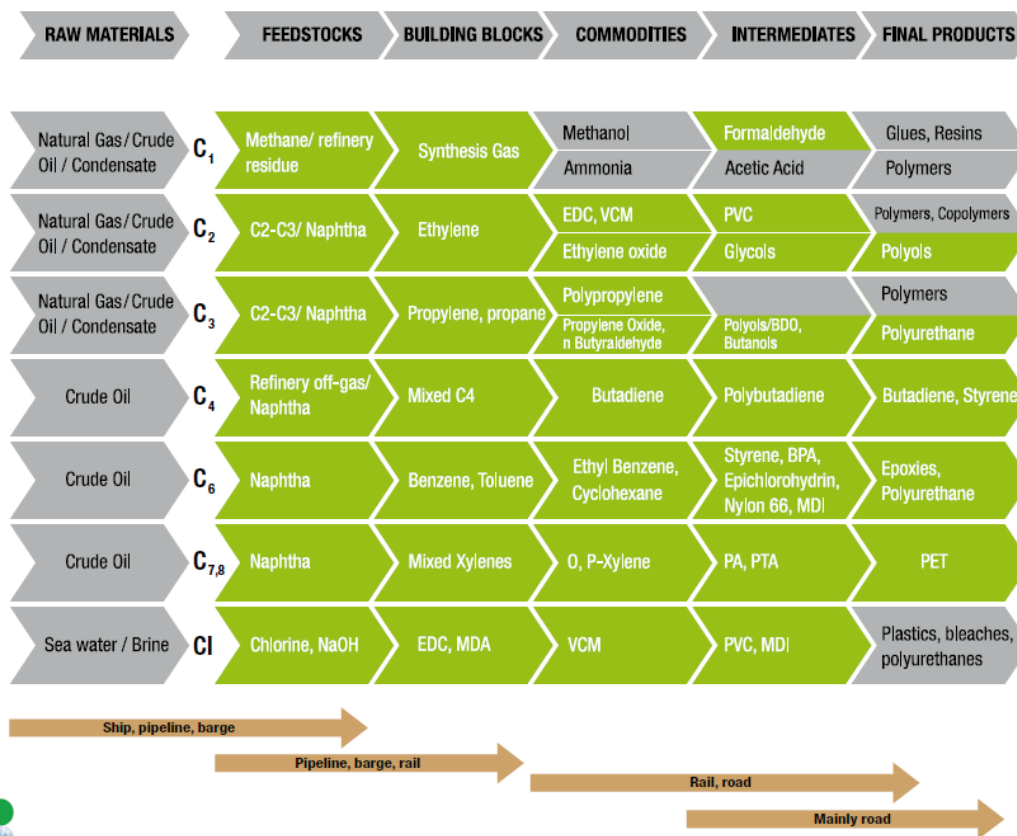 RAW MATERIALS
FEEDSTOCKS
BUILDING BLOCKS
COMMODITIES
INTERMEDIATES
FINAL PRODUCTS
Natural Gas/Crude
Oil / Condensate
C1
Methane/ refinery
residue
Synthesis Gas
Methanol
Ammonia
Formaldehyde
Acetic Acid
Glues, Resins
Polymers
Natural Gas/Crude
Oil / Condensate
C2
C2-C3/ Naphtha
Ethylene
EDC, VCM
Ethylene oxide
PVC
Glycols
Polymers, Copolymers
Polyols
Natural Gas/Crude
Oil / Condensate
C3
C2-C3/ Naphtha
Propylene, propane
Polypropylene
Propylene Oxide,
n Butyraldehyde
Polyols/BDO,
Butanols
Polymers
Polyurethane
Crude Oil
C4
Refinery off-gas/
Naphtha
Mixed C4
Butadiene
Polybutadiene
Butadiene, Styrene
Crude Oil
C6
Naphtha
Benzene, Toluene
Ethyl Benzene,
Cyclohexane
Styrene, BPA,
Epichlorohydrin,
Nylon 66, MDI
Epoxies,
Polyurethane
Crude Oil
C7,8
Naphtha
Mixed Xylenes
O, P-Xylene
PA, PTA
PET
Sea water / Brine
Cl
Chlorine, NaOH
EDC, MDA
VCM
PVC, MDI
Plastics, bleaches,
polyurethanes
Ship, pipeline, barge
Pipeline, barge, rail
Rail, road
Mainly road